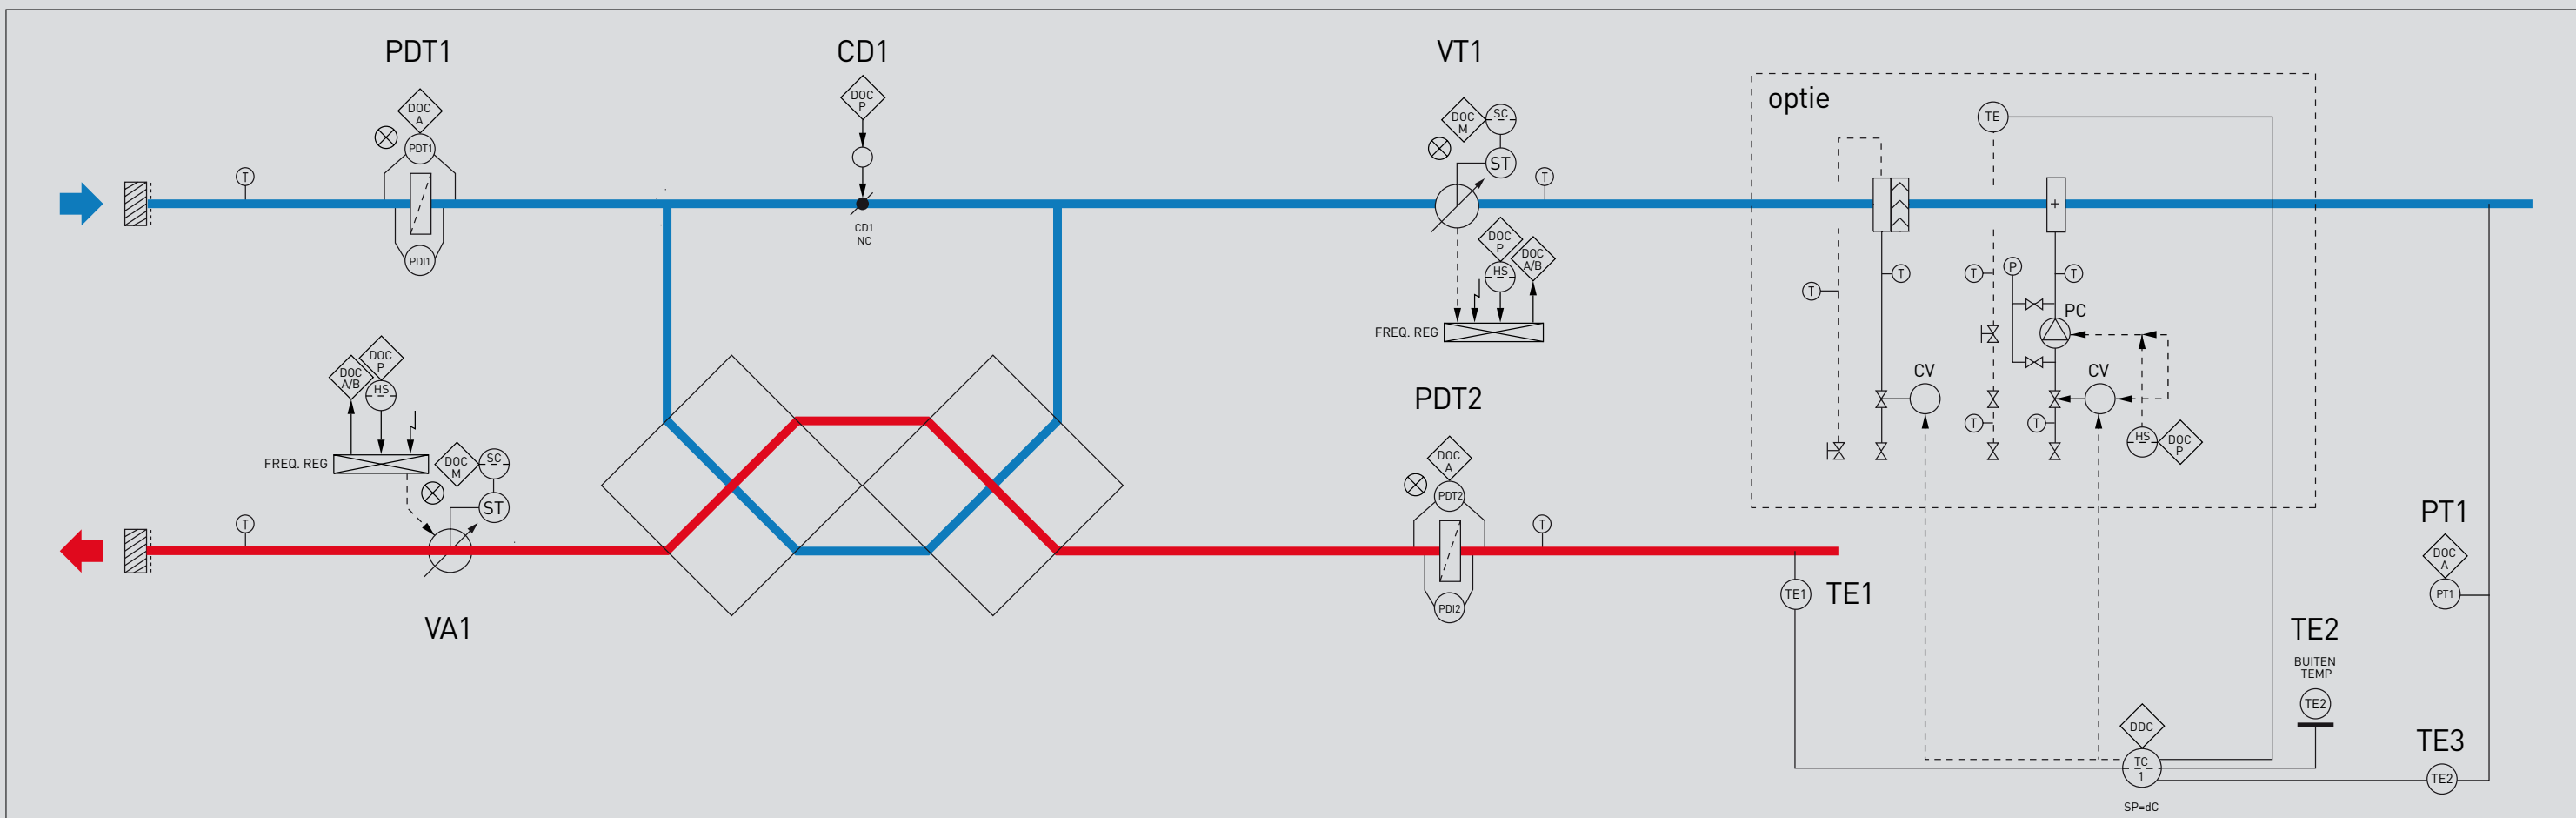 PDT1
CD1
VT1
DOC
A
PDT1
PDI1
T
DOC
P
CD1
NC
DOC
M
SC
ST
T
DOC
P
HS
DOC
A/B
FREQ. REG
optie
TE
T
T
T
P
T
PC
CV
CV
T
T
HS
DOC
P
DOC
A/B
DOC
P
HS
FREQ. REG
DOC
M
SC
ST
T
VA1
PDT2
DOC
A
PDT2
PDI2
T
TE1
TE1
PT1
DOC
A
PT1
TE2
BUITEN
TEMP
TE2
TE3
TE2
DDC
TC
1
SP=dC